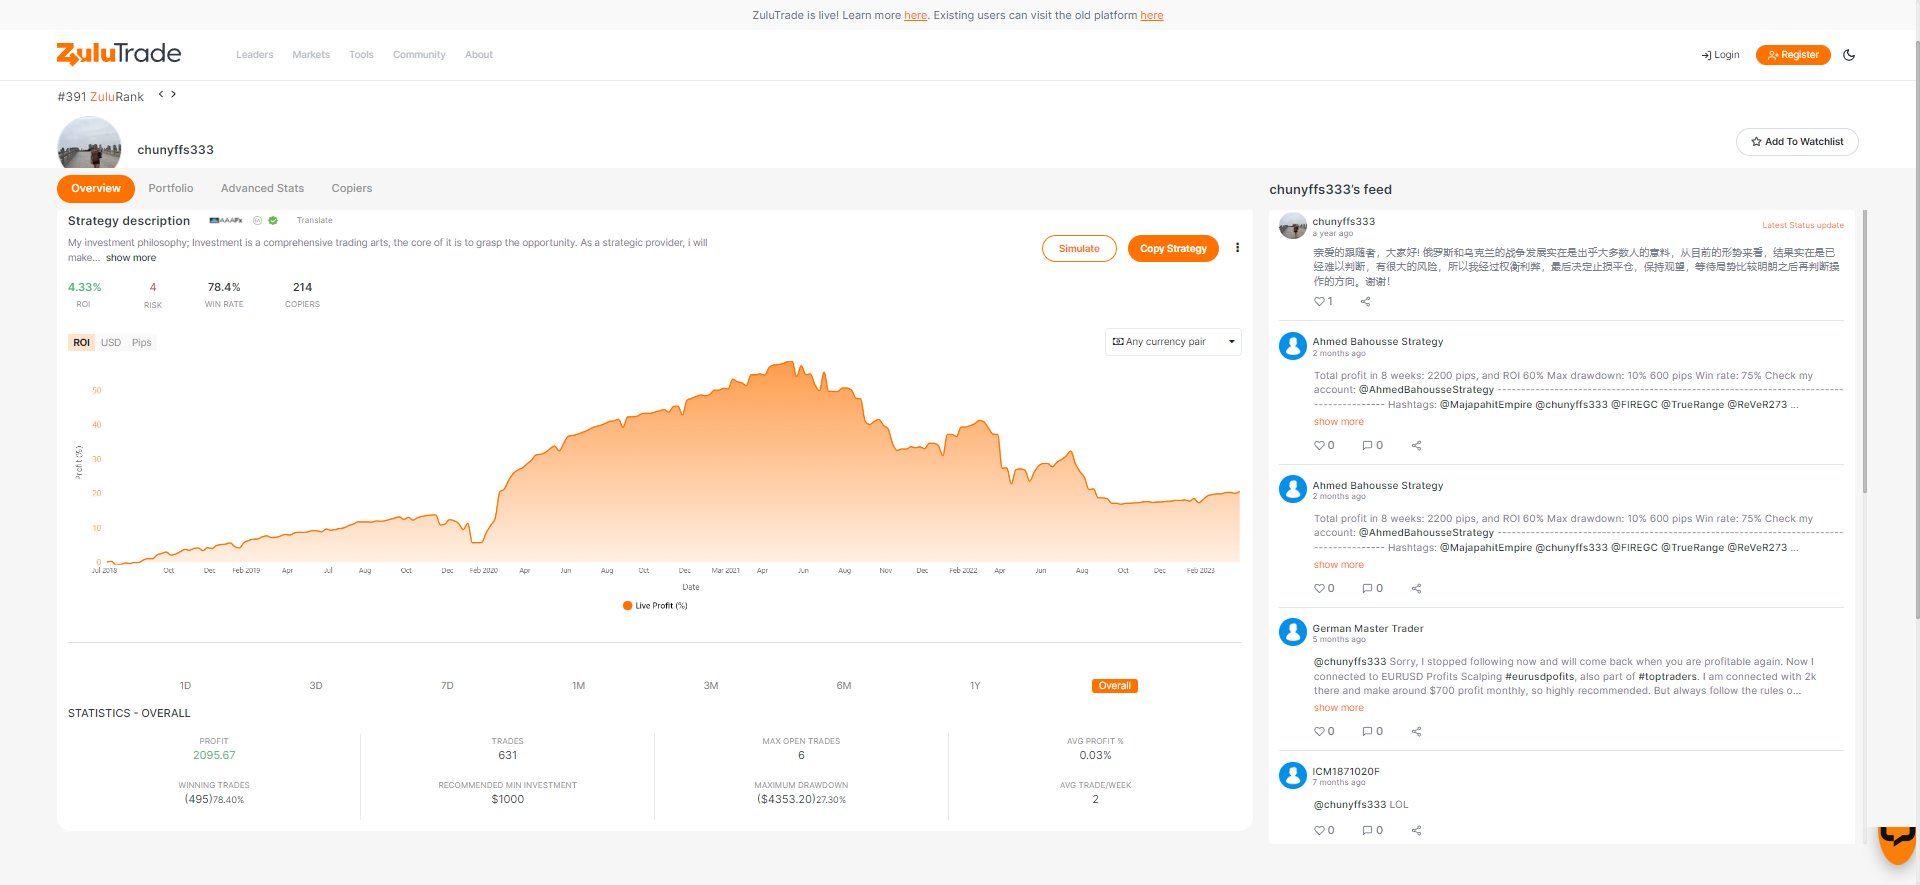 ZuluTrade is live! Learn more here. Existing users can visit the old platform here
ZuluTrade
Leaders
Markets
Tools
Community
About
Login
Register
#391 ZuluRank
chunyffs333
Add To Watchlist
Overview
Portfolio
Advanced Stats
Copiers
Strategy description
AAAFx
Translate
My investment philosophy; Investment is a comprehensive trading arts, the core of it is to grasp the opportunity. As a strategic provider, i will
make... show more
Simulate
Copy Strategy
4.33%
4
78.4%
214
ROI
RISK
WIN RATE
COPIERS
ROI
USD
Pips
Any currency pair
Profit (%)
50
40
30
20
10
0
Jul 2018
Oct
Dec
Feb 2019
Apr
Jul
Aug
Oct
Dec
Feb 2020
Apr
Jun
Aug
Oct
Dec
Mar 2021
Apr
Jun
Aug
Nov
Dec
Feb 2022
Apr
Jun
Aug
Oct
Dec
Feb 2023
Date
Live Profit (%)
1D
3D
7D
1M
3M
6M
1Y
Overall
STATISTICS - OVERALL
PROFIT
2095.67
TRADES
631
MAX OPEN TRADES
6
AVG PROFIT %
0.03%
WINNING TRADES
(495)78.40%
RECOMMENDED MIN INVESTMENT
$1000
MAXIMUM DRAWDOWN
($4353.20)27.30%
AVG TRADE/WEEK
2
chunyffs333's feed
chunyffs333
a year ago
Latest Status update
亲爱的跟随者，大家好! 俄罗斯和乌克兰的战争发展实在是出乎大多数人的意料，从目前的形势来看，结果实在是已
经难以判断，有很大的风险，所以我经过权衡利弊，最后决定止损平仓，保持观望，等待局势比较明朗之后再判断操
作的方向。谢谢!
1
Ahmed Bahousse Strategy
2 months ago
Total profit in 8 weeks: 2200 pips, and ROI 60% Max drawdown: 10% 600 pips Win rate: 75% Check my
account: @AhmedBahousseStrategy ----------------------------------------------------------------------
--------------- Hashtags: @MajapahitEmpire @chunyffs333 @FIREGC @TrueRange @ReVeR273 ...
show more
0
0
Ahmed Bahousse Strategy
2 months ago
Total profit in 8 weeks: 2200 pips, and ROI 60% Max drawdown: 10% 600 pips Win rate: 75% Check my
account: @AhmedBahousseStrategy ----------------------------------------------------------------------
--------------- Hashtags: @MajapahitEmpire @chunyffs333 @FIREGC @TrueRange @ReVeR273 ...
show more
0
0
German Master Trader
5 months ago
@chunyffs333 Sorry, I stopped following now and will come back when you are profitable again. Now I
connected to EURUSD Profits Scalping #eurusdpofits, also part of #toptraders. I am connected with 2k
there and make around $700 profit monthly, so highly recommended. But always follow the rules o...
show more
0
0
ICM1871020F
7 months ago
@chunyffs333 LOL
0
0